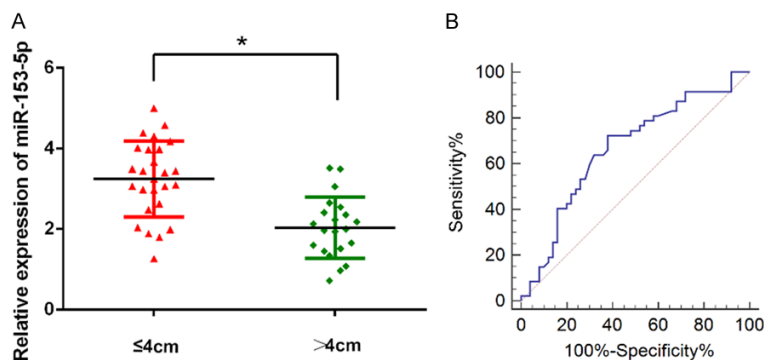 A
Relative expression of miR-153-5p
6
4
2
0
*
≤4cm
>4cm
B
Sensitivity%
100
80
60
40
20
0
0 20 40 60 80 100
100%-Specificity%